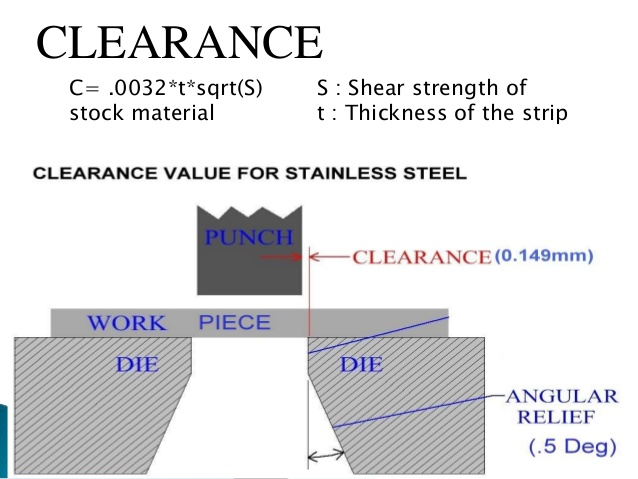 CLEARANCE
C= .0032*t*sqrt(S) S : Shear strength of
stock material t : Thickness of the strip
CLEARANCE VALUE FOR STAINLESS STEEL
PUNCH
CLEARANCE (0.149mm)
WORK PIECE
DIE DIE
ANGULAR
RELIEF
(.5 Deg)